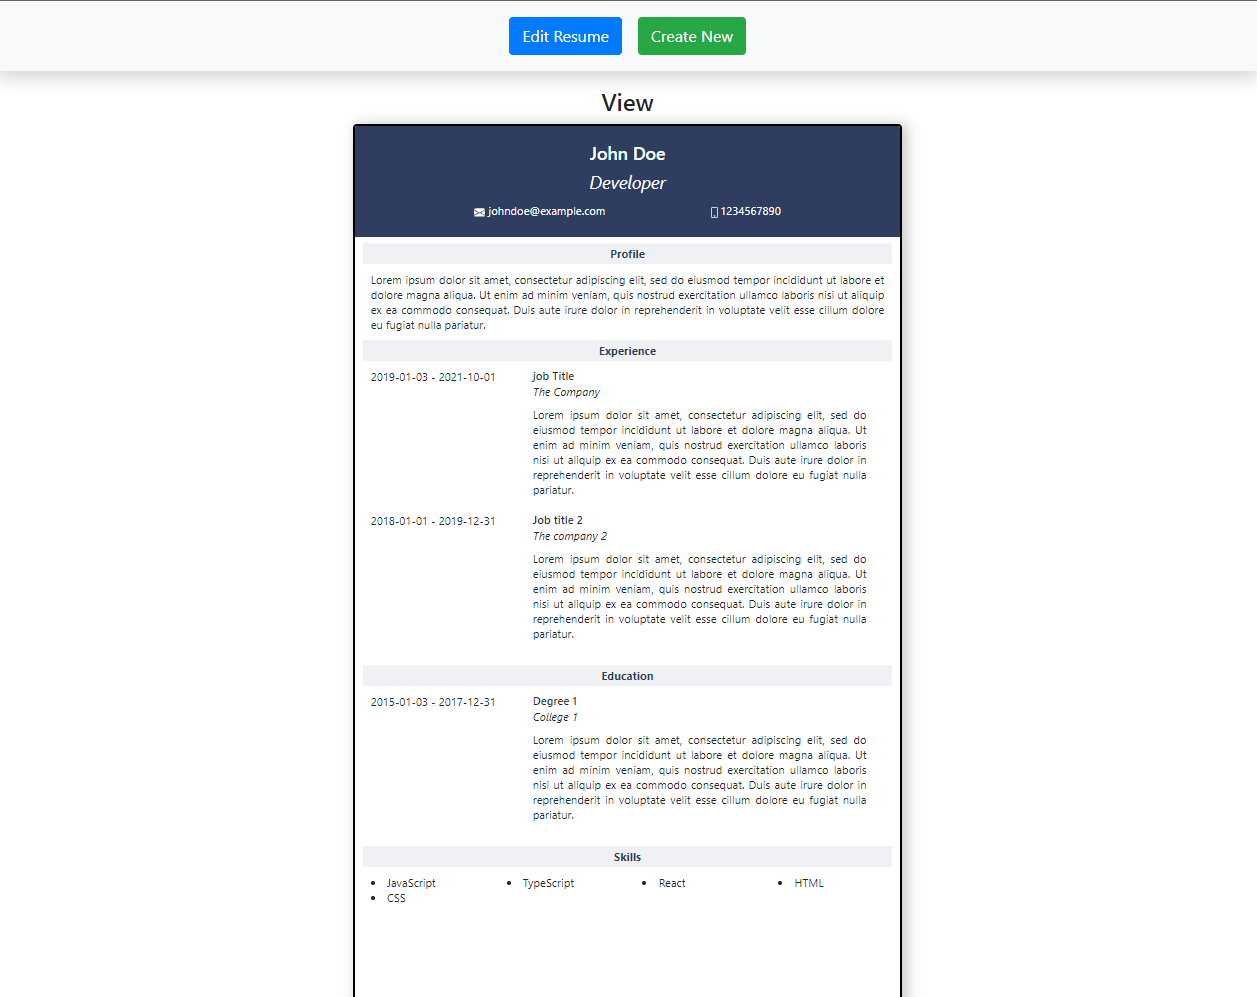 Edit Resume Create New
View
John Doe
Developer
johndoe@example.com 1234567890
Profile
Lorem ipsum dolor sit amet, consectetur adipiscing elit, sed do eiusmod tempor incididunt ut labore et
dolore magna aliqua. Ut enim ad minim veniam, quis nostrud exercitation ullamco laboris nisi ut aliquip
ex ea commodo consequat. Duis aute irure dolor in reprehenderit in voluptate velit esse cillum dolore
eu fugiat nulla pariatur.
Experience
2019-01-03 - 2021-10-01 job Title
The Company
Lorem ipsum dolor sit amet, consectetur adipiscing elit, sed do
eiusmod tempor incididunt ut labore et dolore magna aliqua. Ut
enim ad minim veniam, quis nostrud exercitation ullamco laboris
nisi ut aliquip ex ea commodo consequat. Duis aute irure dolor in
reprehenderit in voluptate velit esse cillum dolore eu fugiat nulla
pariatur.
2018-01-01 - 2019-12-31 Job title 2
The company 2
Lorem ipsum dolor sit amet, consectetur adipiscing elit, sed do
eiusmod tempor incididunt ut labore et dolore magna aliqua. Ut
enim ad minim veniam, quis nostrud exercitation ullamco laboris
nisi ut aliquip ex ea commodo consequat. Duis aute irure dolor in
reprehenderit in voluptate velit esse cillum dolore eu fugiat nulla
pariatur.
Education
2015-01-03 - 2017-12-31 Degree 1
College 1
Lorem ipsum dolor sit amet, consectetur adipiscing elit, sed do
eiusmod tempor incididunt ut labore et dolore magna aliqua. Ut
enim ad minim veniam, quis nostrud exercitation ullamco laboris
nisi ut aliquip ex ea commodo consequat. Duis aute irure dolor in
reprehenderit in voluptate velit esse cillum dolore eu fugiat nulla
pariatur.
Skills
• JavaScript • TypeScript • React • HTML
• CSS